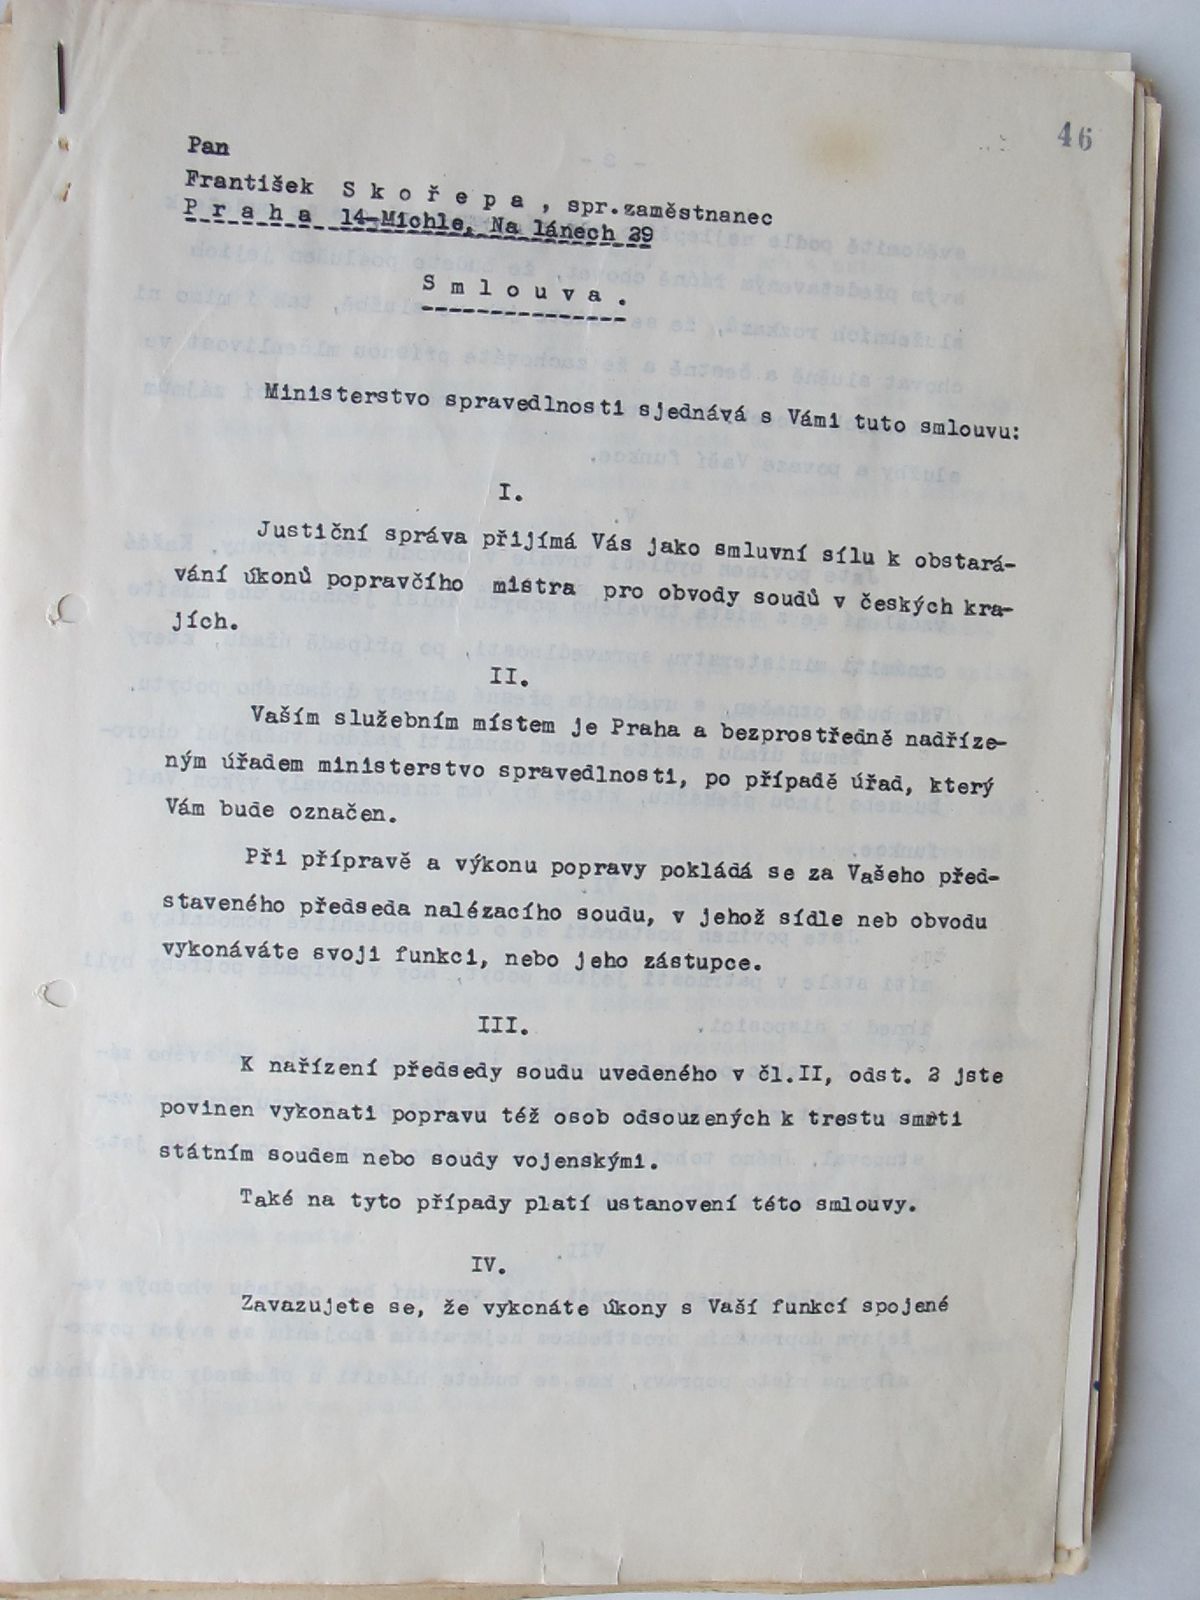 46
Pan
František S k o ř e p a , spr.zaměstnanec
P r a h a 14-Michle, Na lánech 29
S m l o u v a .
Ministerstvo spravedlnosti sjednává s Vámi tuto smlouvu:
I.
Justiční správa přijímá Vás jako smluvní sílu k obstará-
vání úkonů popravčího mistra pro obvody soudů v českých kra-
jích.
II.
Vaším služebním místem je Praha a bezprostředně nadříze-
ným úřadem ministerstvo spravedlnosti, po případě úřad, který
Vám bude označen.
Při přípravě a výkonu popravy pokládá se za Vašeho před-
staveného předseda nalézacího soudu, v jehož sídle neb obvodu
vykonáváte svoji funkci, nebo jeho zástupce.
III.
K nařízení předsedy soudu uvedeného v čl.II, odst. 2 jste
povinen vykonati popravu též osob odsouzených k trestu smrti
státním soudem nebo soudy vojenskými.
Také na tyto případy platí ustanovení této smlouvy.
IV.
Zavazujete se, že vykonáte úkony s Vaší funkcí spojené